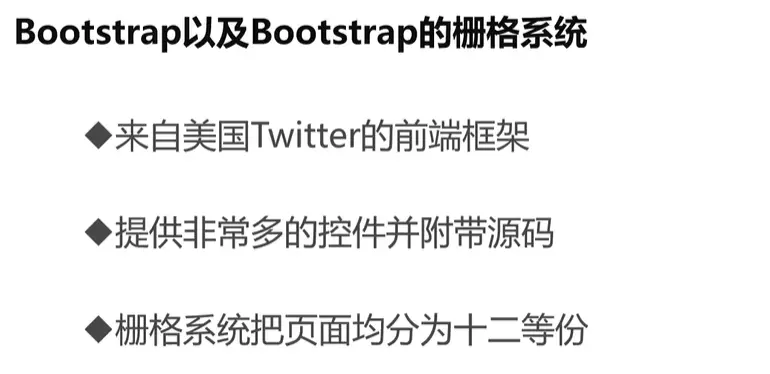 Bootstrap以及Bootstrap的栅格系统
◆来自美国Twitter的前端框架
◆提供非常多的控件并附带源码
◆栅格系统把页面均分为十二等份